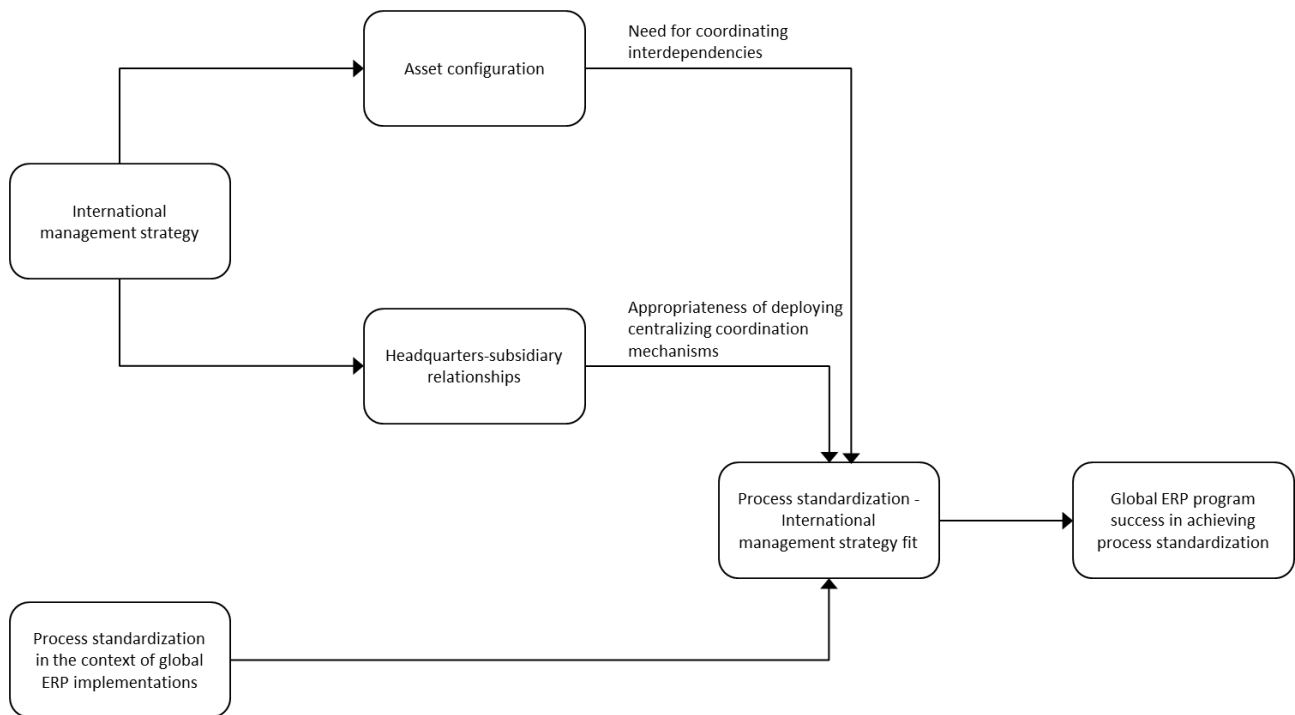 Asset configuration
Need for coordinating
interdependencies
International
management strategy
Headquarters-subsidiary
relationships
Appropriateness of deploying
centralizing coordination
mechanisms
Process standardization -
International
management strategy fit
Global ERP program
success in achieving
process standardization
Process standardization
in the context of global
ERP implementations